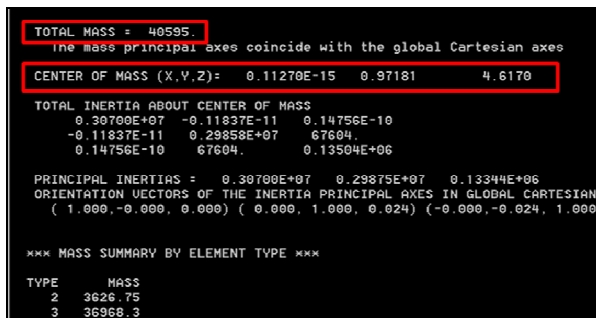 TOTAL MASS = 40595.
The mass principal axes coincide with the global Cartesian axes
CENTER OF MASS (X,Y,Z)= 0.11270E-15 0.97181 4.6170
TOTAL INERTIA ABOUT CENTER OF MASS
0.30700E+07 -0.11837E-11 0.14756E-10
-0.11837E-11 0.29858E+07 67604.
0.14756E-10 67604. 0.13504E+06
PRINCIPAL INERTIAS = 0.30700E+07 0.29875E+07 0.13344E+06
ORIENTATION VECTORS OF THE INERTIA PRINCIPAL AXES IN GLOBAL CARTESIAN
( 1.000,-0.000, 0.000) ( 0.000, 1.000, 0.024) (-0.000,-0.024, 1.000
*** MASS SUMMARY BY ELEMENT TYPE ***
TYPE MASS
2 3626.75
3 36968.3